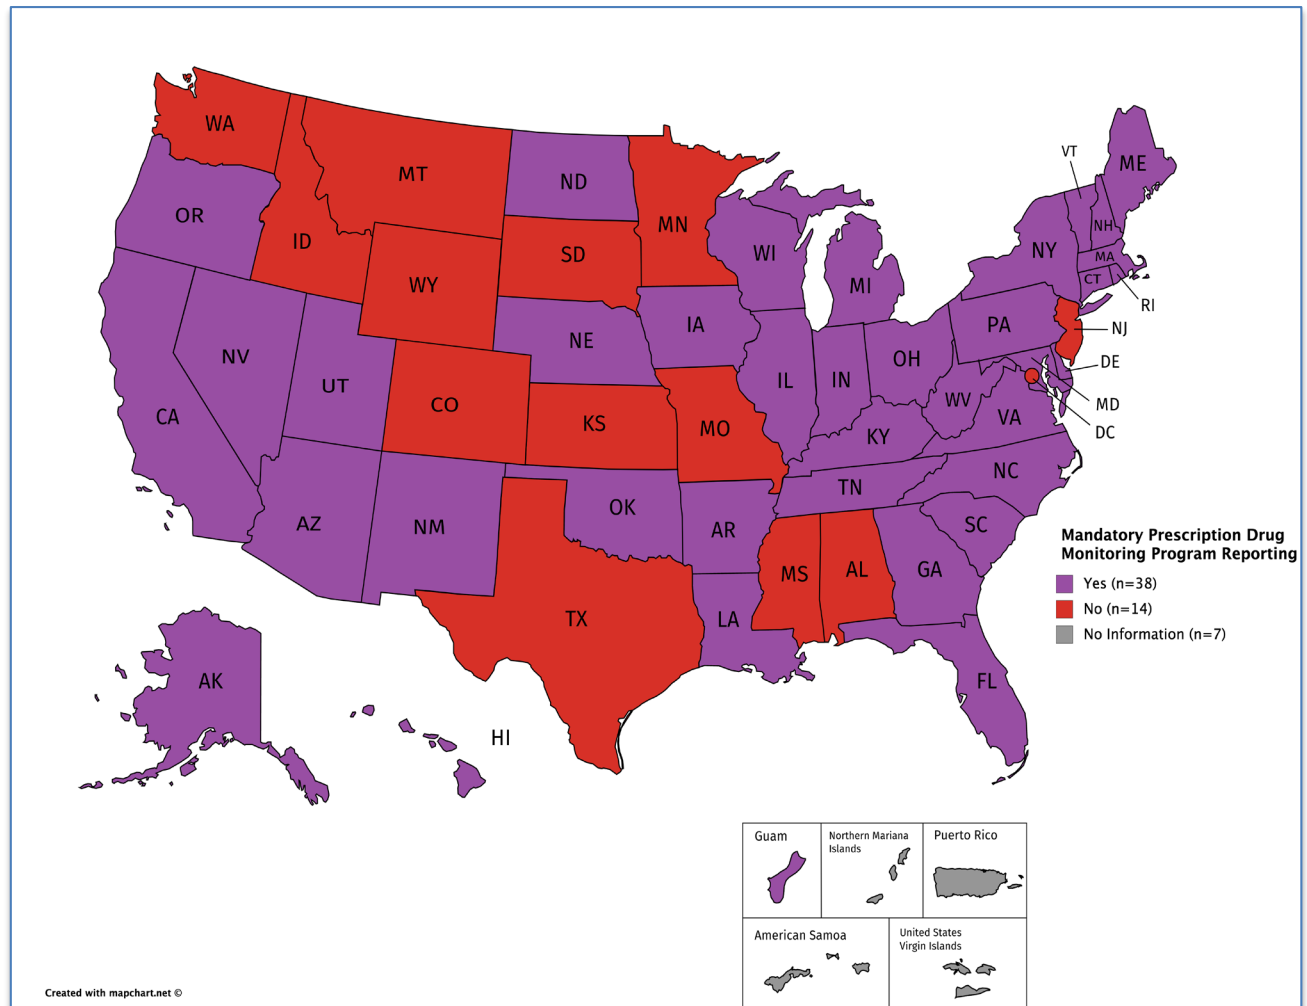 WA
MT
ND
MN
VT
ME
OR
ID
SD
WI
NH
NY
MA
WY
MI
CT
RI
IA
PA
NJ
NE
NV
OH
DE
UT
IL
IN
CO
WV
MD
CA
KS
MO
VA
DC
KY
NC
TN
OK
AZ
NM
AR
SC
Mandatory Prescription Drug
Monitoring Program Reporting
MS
AL
GA
Yes (n=38)
No (n=14)
TX
LA
No Information (n=7)
AK
FL
HI
Guam
Northern Mariana
Islands
Puerto Rico
American Samoa
United States
Virgin Islands
Created with mapchart.net ©